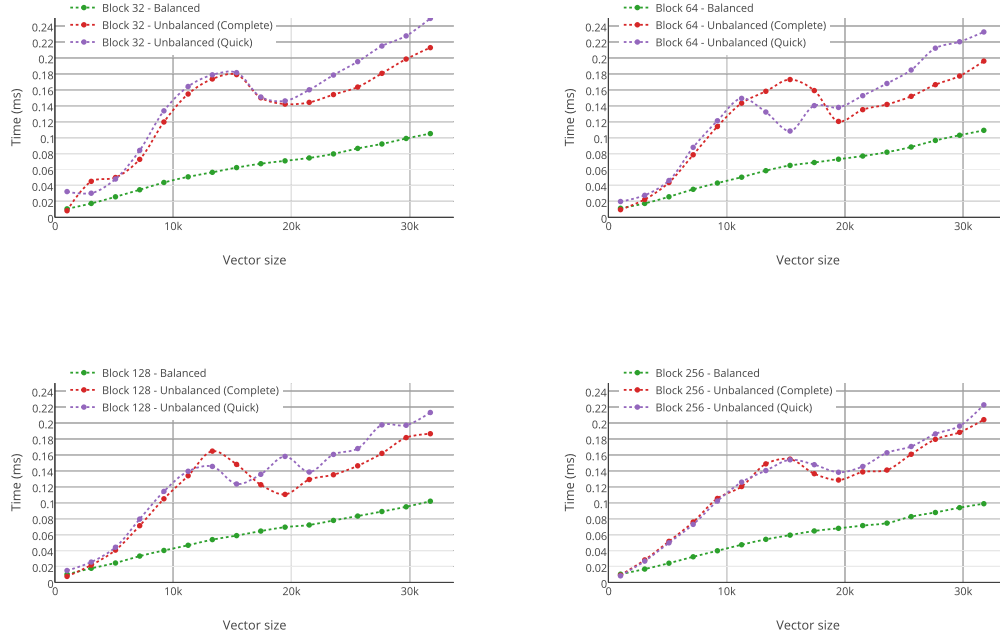 Block 32 - Balanced
Block 32 - Unbalanced (Complete)
Block 32 - Unbalanced (Quick)
0.24
0.22
0.2
0.18
0.16
0.14
0.12
0.1
0.08
0.06
0.04
0.02
0
Time (ms)
0
10k
20k
30k
Vector size
Block 64 - Balanced
Block 64 - Unbalanced (Complete)
Block 64 - Unbalanced (Quick)
0.24
0.22
0.2
0.18
0.16
0.14
0.12
0.1
0.08
0.06
0.04
0.02
0
Time (ms)
0
10k
20k
30k
Vector size
Block 128 - Balanced
Block 128 - Unbalanced (Complete)
Block 128 - Unbalanced (Quick)
0.24
0.22
0.2
0.18
0.16
0.14
0.12
0.1
0.08
0.06
0.04
0.02
0
Time (ms)
0
10k
20k
30k
Vector size
Block 256 - Balanced
Block 256 - Unbalanced (Complete)
Block 256 - Unbalanced (Quick)
0.24
0.22
0.2
0.18
0.16
0.14
0.12
0.1
0.08
0.06
0.04
0.02
0
Time (ms)
0
10k
20k
30k
Vector size